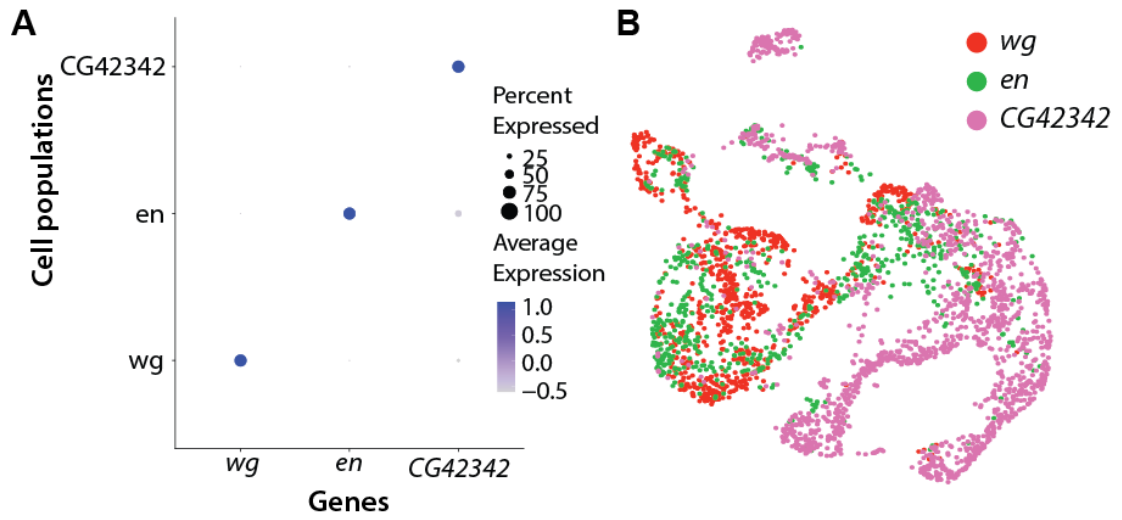 A
Cell populations
CG42342
en
wg
wg
en
CG42342
Genes
Percent
Expressed
25
50
75
100
Average
Expression
1.0
0.5
0.0
−0.5
B
wg
en
CG42342